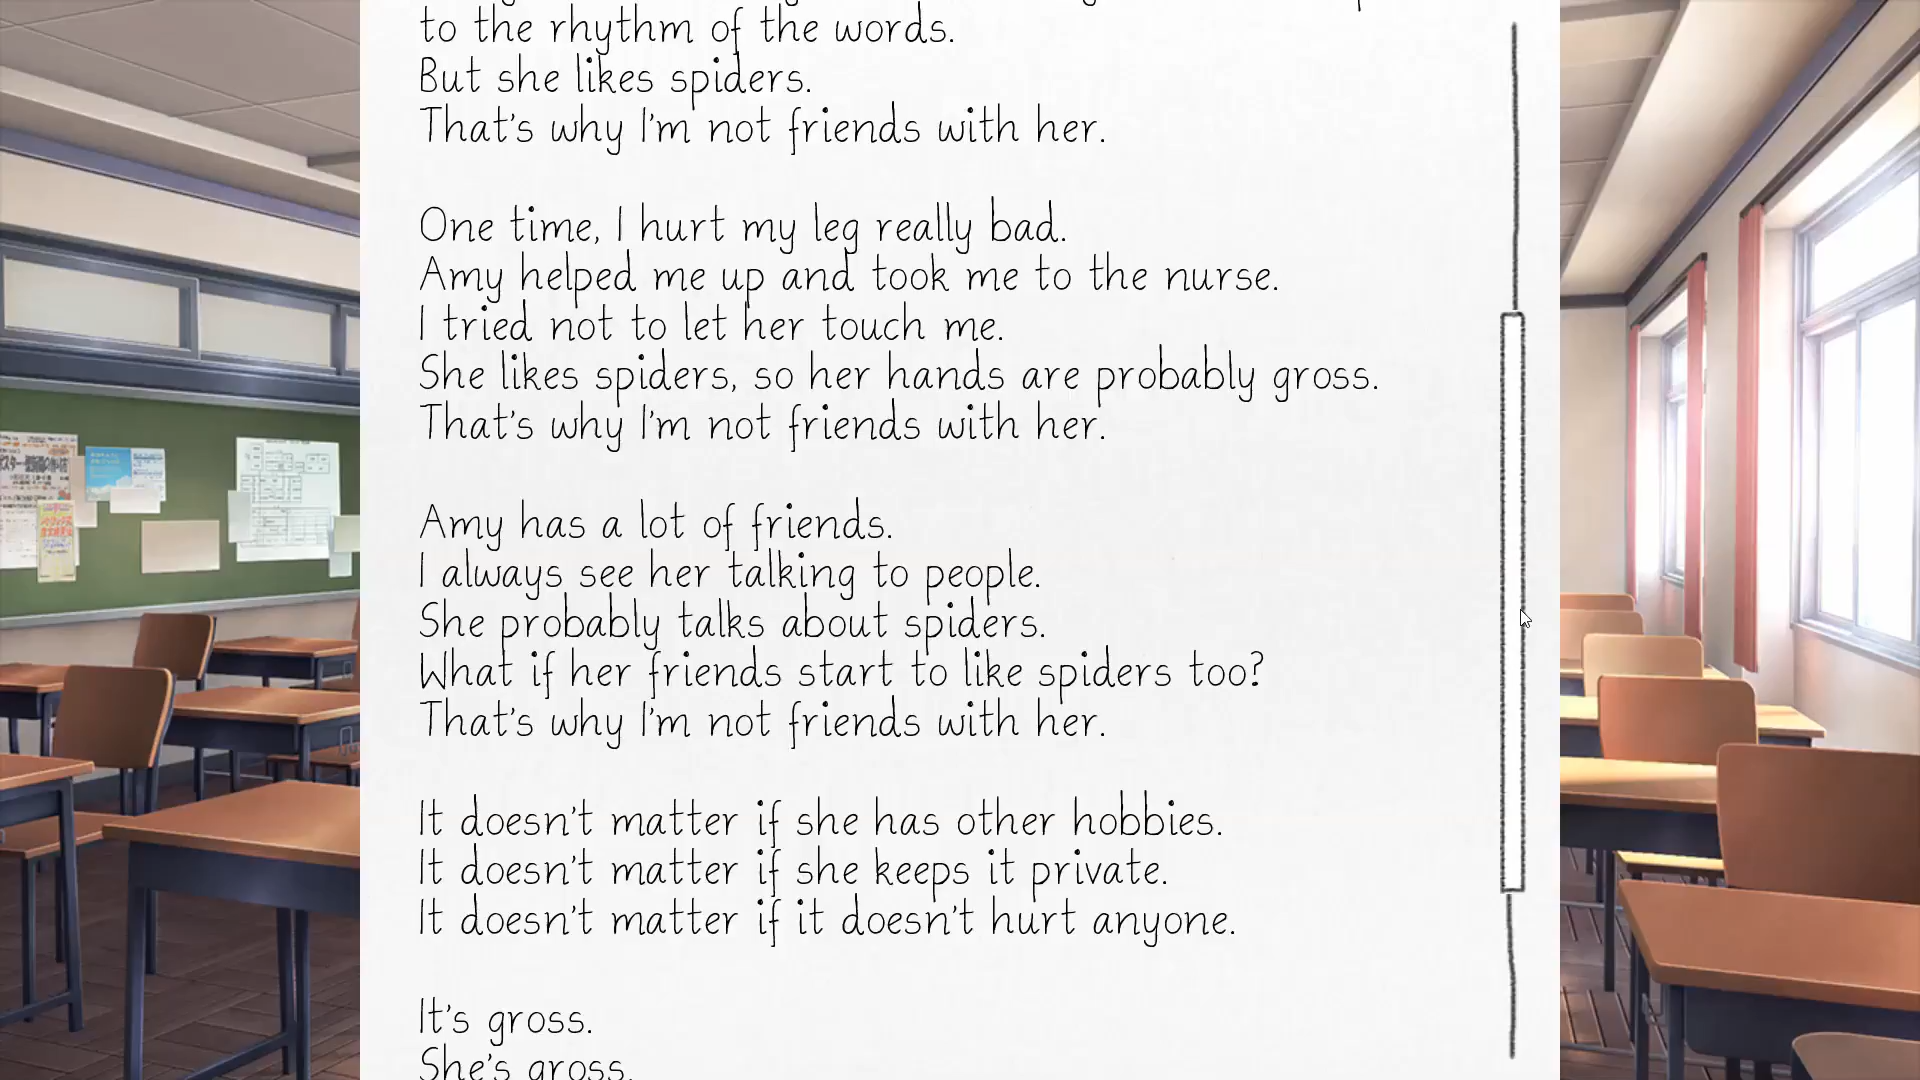 to the rhythm of the words.
But she likes spiders.
That's why I'm not friends with her.
One time, I hurt my leg really bad.
Amy helped me up and took me to the nurse.
I tried not to let her touch me.
She likes spiders, so her hands are probably gross.
That's why I'm not friends with her.
Amy has a lot of friends.
I always see her talking to people.
She probably talks about spiders.
What if her friends start to like spiders too?
That's why I'm not friends with her.
It doesn't matter if she has other hobbies.
It doesn't matter if she keeps it private.
It doesn't matter if it doesn't hurt anyone.
It's gross.
She's gross.